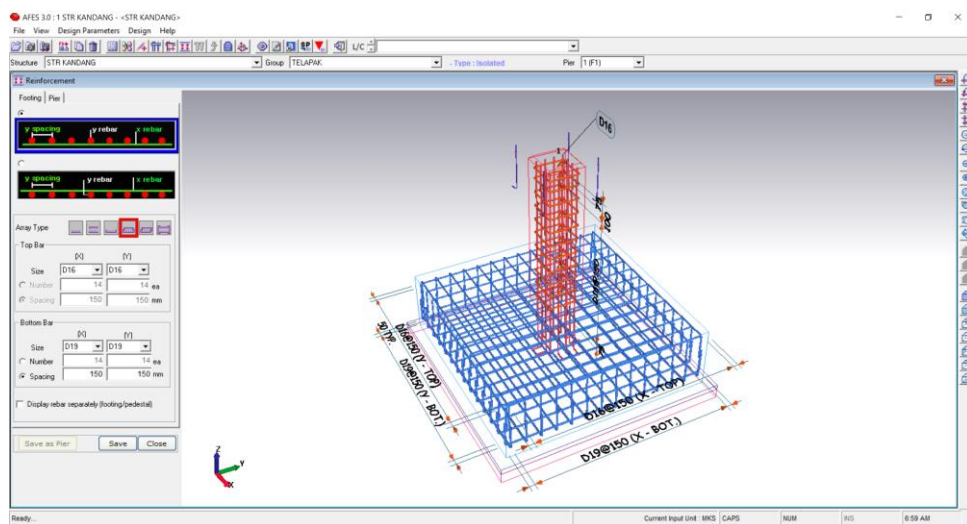 AFES 3.0 : 1 STR KANDANG - <STR KANDANG>
File View Design Parameters Design Help
L/C
Structure STR KANDANG Group TELAPAK - Type : Isolated Pier 1 (F1)
Reinforcement
Footing Pier
y spacing y rebar x rebar
y spacing y rebar x rebar
Array Type
Top Bar
(X) (Y)
Size D16 D16
Number 14 14 ea
Spacing 150 150 mm
Bottom Bar
(X) (Y)
Size D19 D19
Number 14 14 ea
Spacing 150 150 mm
Display rebar separately (footing/pedestal)
Save as Pier Save Close
D16
1
75
50 TYP.
D16@150 (Y - TOP)
D19@150 (Y - BOT.)
D16@150 (X - TOP)
D19@150 (X - BOT.)
Z
Y
X
Ready... Current Input Unit : MKS CAPS NUM INS 6:59 AM